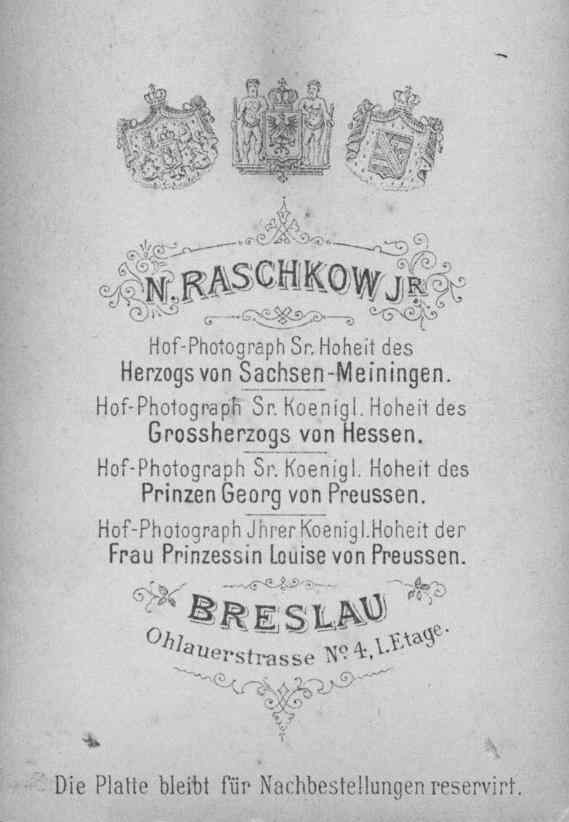 N. RASCHKOW JR.
Hof-Photograph Sr. Hoheit des
Herzogs von Sachsen-Meiningen.
Hof-Photograph Sr. Koenigl. Hoheit des
Grossherzogs von Hessen.
Hof-Photograph Sr. Koenigl. Hoheit des
Prinzen Georg von Preussen.
Hof-Photograph Jhrer Koenigl. Hoheit der
Frau Prinzessin Louise von Preussen.
BRESLAU
Ohlauerstrasse No. 4, I. Etage.
Die Platte bleibt für Nachbestellungen reservirt.